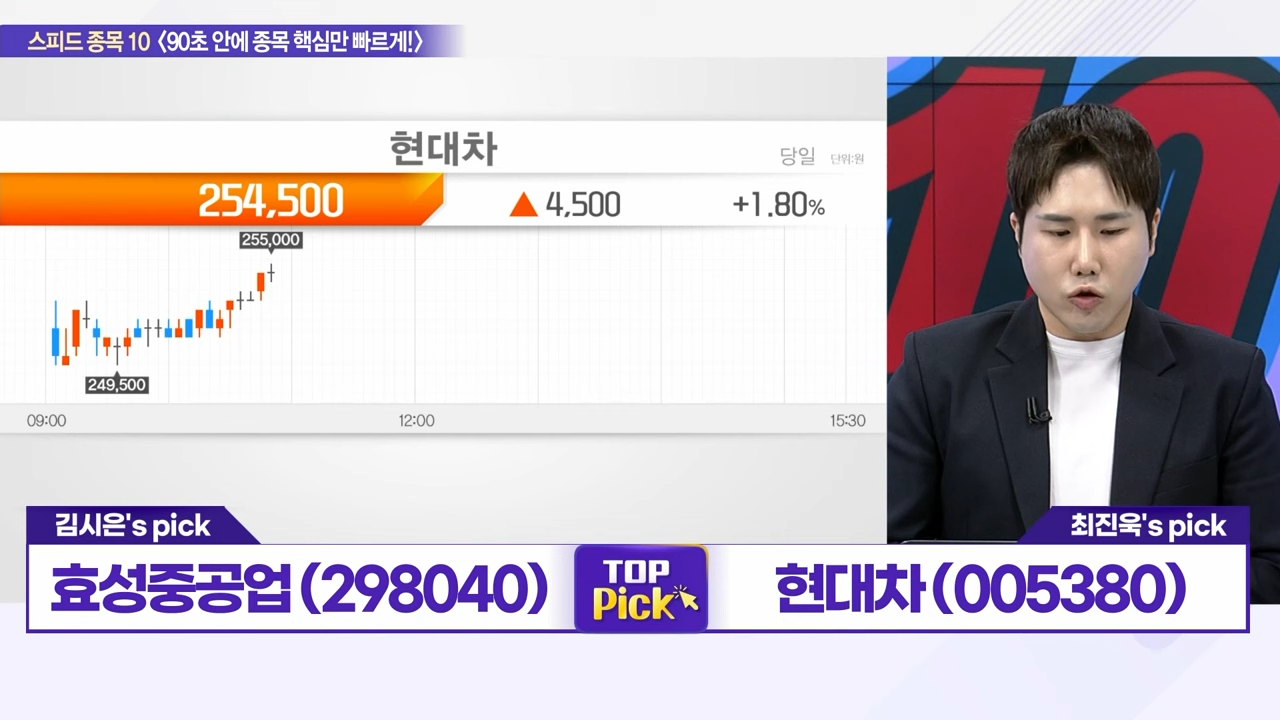 스피드 종목 10 〈90초 안에 종목 핵심만 빠르게!〉
현대차
당일 단위:원
254,500 ▲ 4,500 +1.80%
255,000
249,500
09:00 12:00 15:30
김시은's pick
최진욱's pick
효성중공업(298040)
TOP Pick
현대차(005380)
10